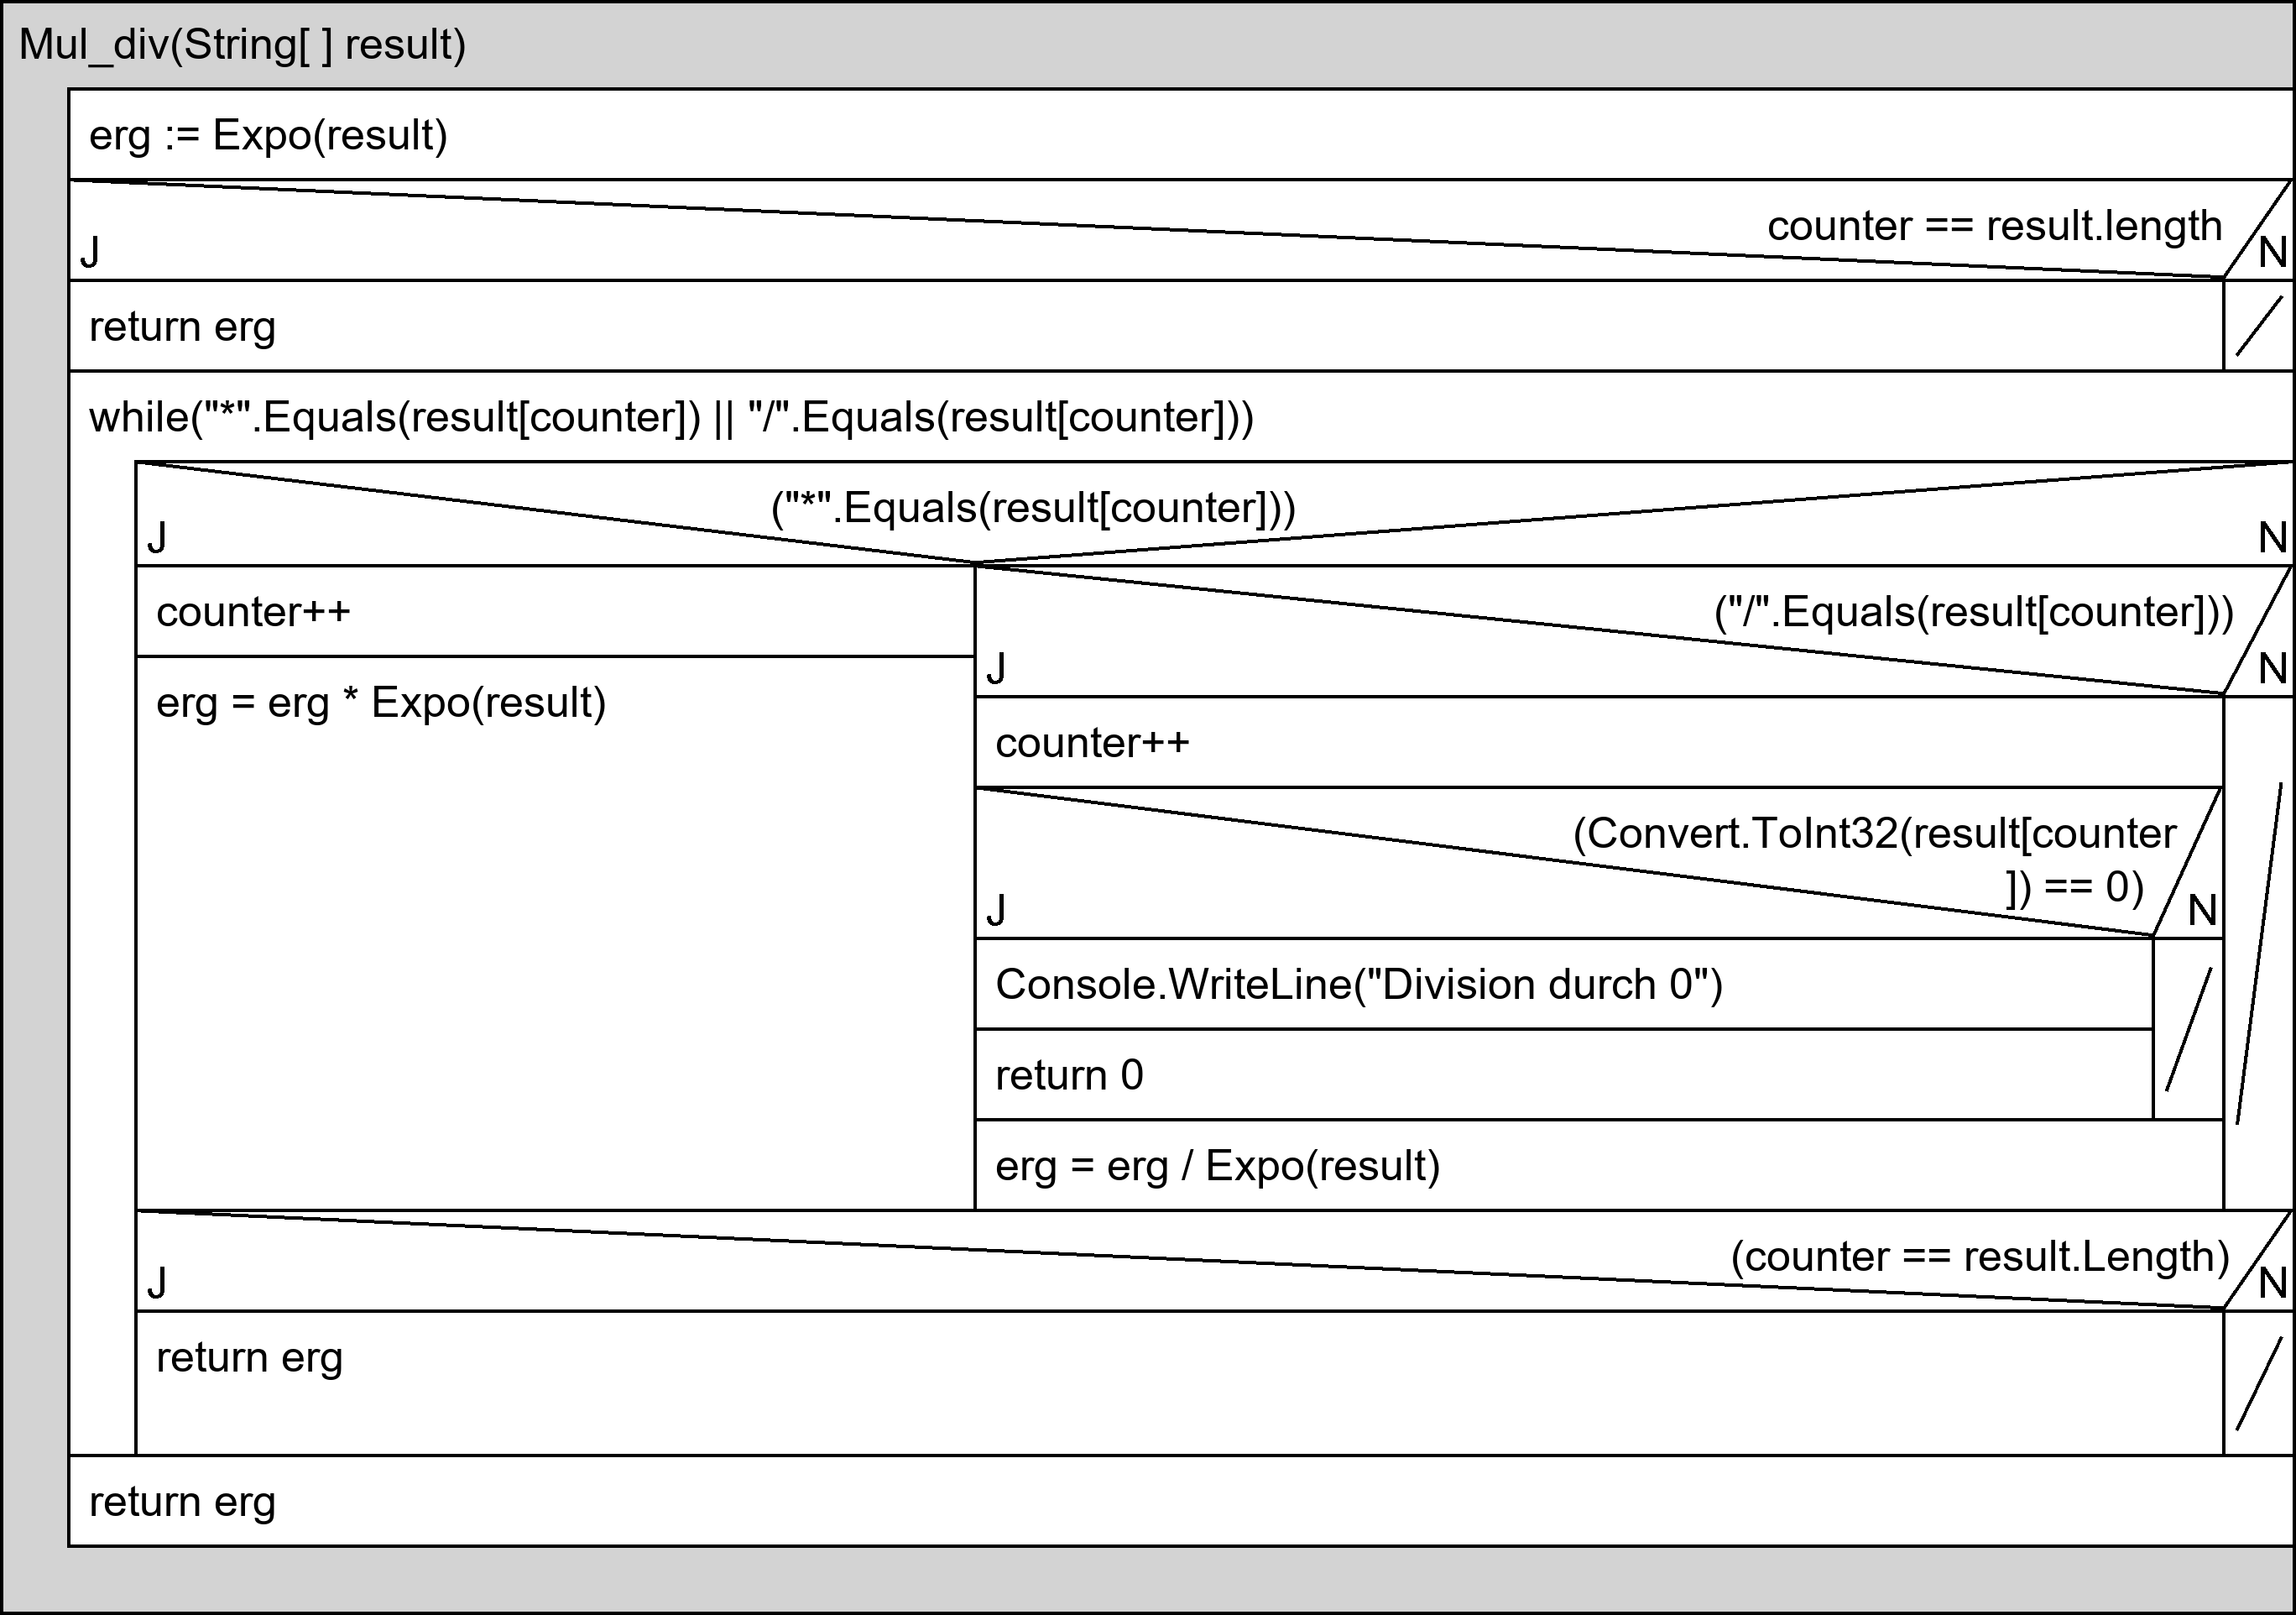 Mul_div(String[ ] result)
erg := Expo(result)
counter == result.length
J
N
return erg
while("*".Equals(result[counter]) || "/".Equals(result[counter]))
("*".Equals(result[counter]))
J
N
counter++
erg = erg * Expo(result)
("/".Equals(result[counter]))
J
N
counter++
(Convert.ToInt32(result[counter
]) == 0)
J
N
Console.WriteLine("Division durch 0")
return 0
erg = erg / Expo(result)
(counter == result.Length)
J
N
return erg
return erg